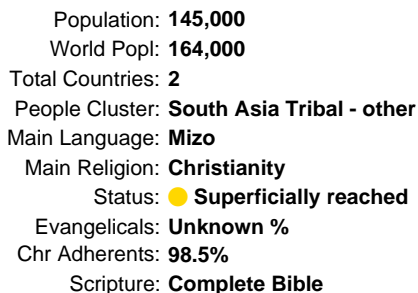 Population: 145,000
World Popl: 164,000
Total Countries: 2
People Cluster: South Asia Tribal - other
Main Language: Mizo
Main Religion: Christianity
Status: Superficially reached
Evangelicals: Unknown %
Chr Adherents: 98.5%
Scripture: Complete Bible